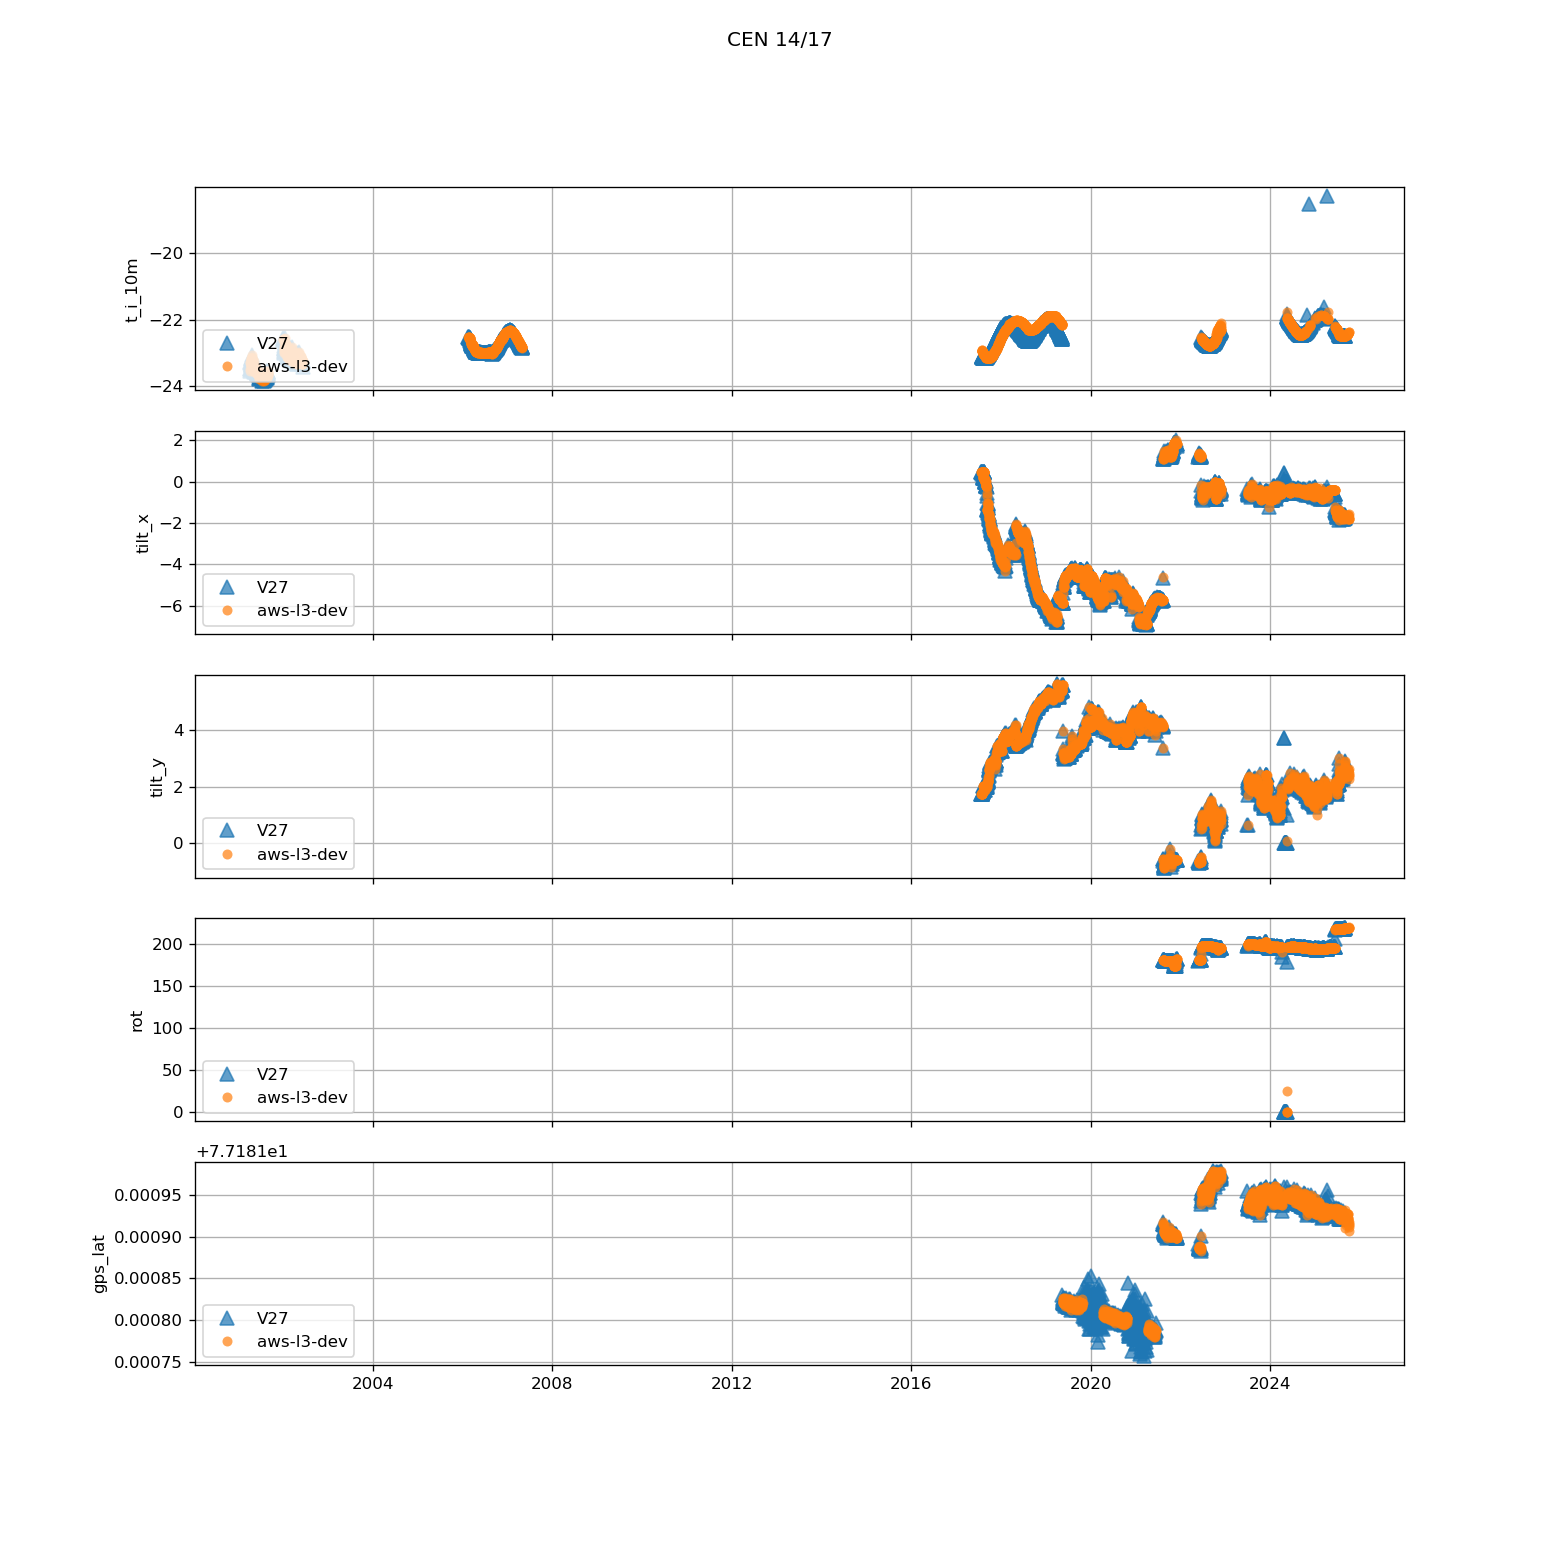 CEN 14/17
t_i_10m
−20
−22
−24
V27
aws-l3-dev
tilt_x
2
0
−2
−4
−6
V27
aws-l3-dev
tilt_y
4
2
0
V27
aws-l3-dev
rot
200
150
100
50
0
V27
aws-l3-dev
+7.7181e1
gps_lat
0.00095
0.00090
0.00085
0.00080
0.00075
V27
aws-l3-dev
2004 2008 2012 2016 2020 2024